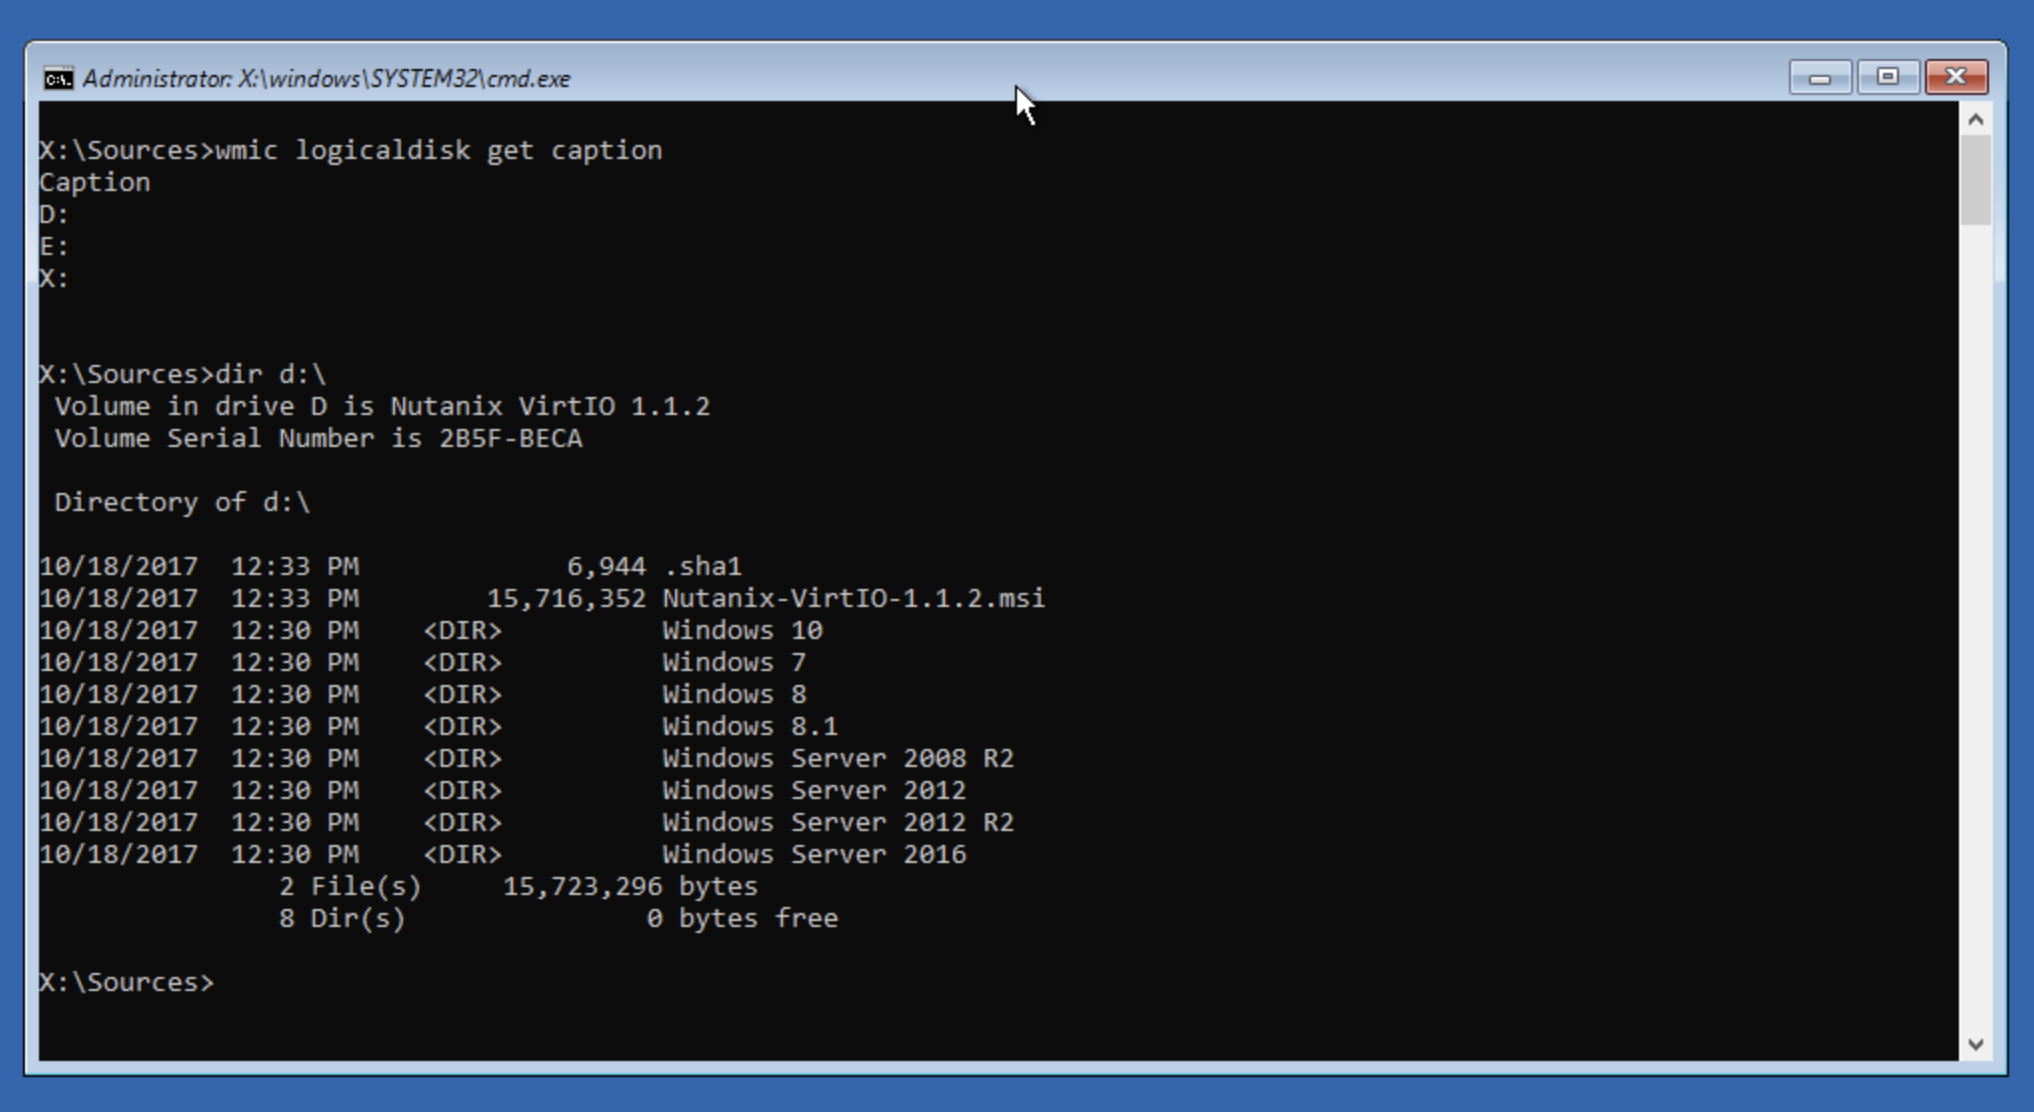 Administrator: X:\windows\SYSTEM32\cmd.exe
X:\Sources>wmic logicaldisk get caption
Caption
D:
E:
X:
X:\Sources>dir d:\
 Volume in drive D is Nutanix VirtIO 1.1.2
 Volume Serial Number is 2B5F-BECA
 Directory of d:\
10/18/2017  12:33 PM             6,944 .sha1
10/18/2017  12:33 PM        15,716,352 Nutanix-VirtIO-1.1.2.msi
10/18/2017  12:30 PM    <DIR>          Windows 10
10/18/2017  12:30 PM    <DIR>          Windows 7
10/18/2017  12:30 PM    <DIR>          Windows 8
10/18/2017  12:30 PM    <DIR>          Windows 8.1
10/18/2017  12:30 PM    <DIR>          Windows Server 2008 R2
10/18/2017  12:30 PM    <DIR>          Windows Server 2012
10/18/2017  12:30 PM    <DIR>          Windows Server 2012 R2
10/18/2017  12:30 PM    <DIR>          Windows Server 2016
               2 File(s)     15,723,296 bytes
               8 Dir(s)               0 bytes free
X:\Sources>